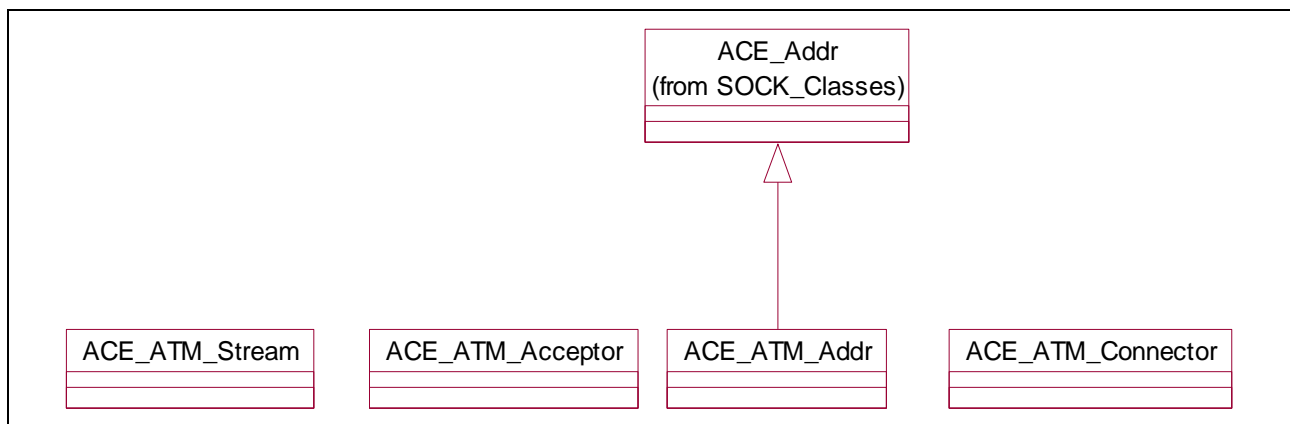 ACE_Addr
(from SOCK_Classes)
ACE_ATM_Stream
ACE_ATM_Acceptor
ACE_ATM_Addr
ACE_ATM_Connector